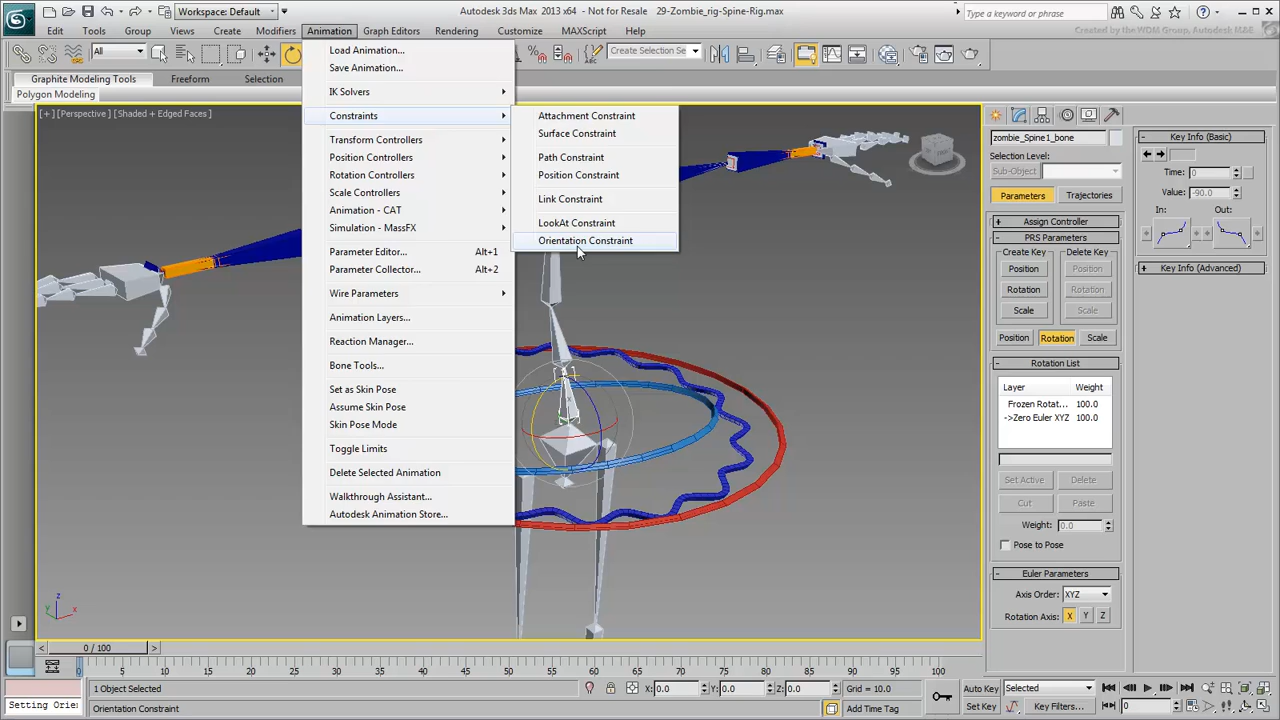 Workspace: Default
Autodesk 3ds Max 2013 x64 - Not for Resale 29-Zombie_rig-Spine-Rig.max
Type a keyword or phrase
Edit Tools Group Views Create Modifiers Animation Graph Editors Rendering Customize MAXScript Help
All
Create Selection Se
Graphite Modeling Tools Freeform Selection
Polygon Modeling
[+] [Perspective] [Shaded + Edged Faces]
Load Animation...
Save Animation...
IK Solvers
Constraints
Transform Controllers
Position Controllers
Rotation Controllers
Scale Controllers
Animation - CAT
Simulation - MassFX
Parameter Editor... Alt+1
Parameter Collector... Alt+2
Wire Parameters
Animation Layers...
Reaction Manager...
Bone Tools...
Set as Skin Pose
Assume Skin Pose
Skin Pose Mode
Toggle Limits
Delete Selected Animation
Walkthrough Assistant...
Autodesk Animation Store...
Attachment Constraint
Surface Constraint
Path Constraint
Position Constraint
Link Constraint
LookAt Constraint
Orientation Constraint
zombie_Spine1_bone
Selection Level:
Sub-Object
Parameters Trajectories
Assign Controller
PRS Parameters
Create Key Delete Key
Position Position
Rotation Rotation
Scale Scale
Position Rotation Scale
Rotation List
Layer Weight
Frozen Rotat... 100.0
->Zero Euler XYZ 100.0
Set Active Delete
Cut Paste
Weight: 0.0
Pose to Pose
Euler Parameters
Axis Order: XYZ
Rotation Axis: X Y Z
Key Info (Basic)
Time: 0
Value: -90.0
In: Out:
Key Info (Advanced)
z
y
x
0 / 100
0 5 10 15 20 25 30 35 40 45 50 55 60 65 70 75 80 85 90 95 100
1 Object Selected
X: 0.0 Y: 0.0 Z: 0.0
Grid = 10.0
Auto Key Selected
Setting Orie
Orientation Constraint
Add Time Tag
Set Key Key Filters...
0